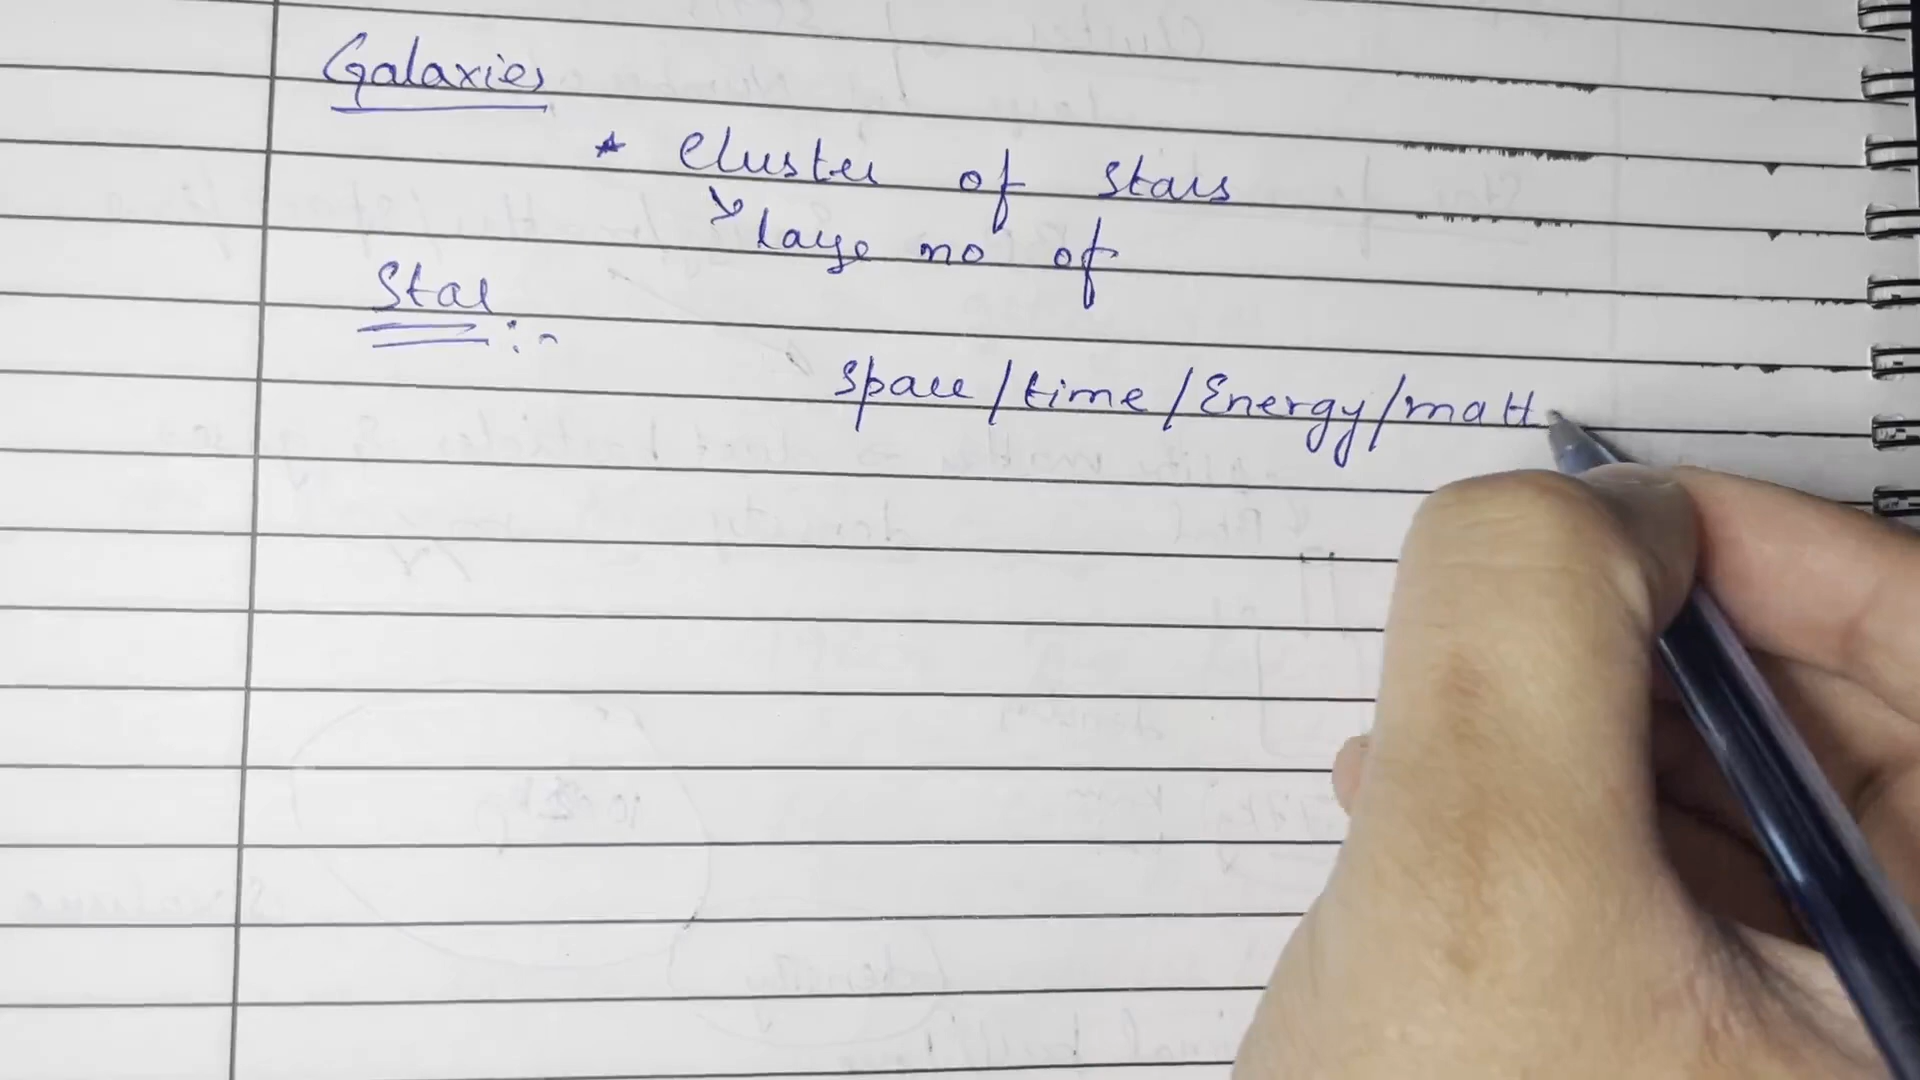 Galaxies
* Cluster of Stars
Large no of
Star :-
Space/time/Energy/matt